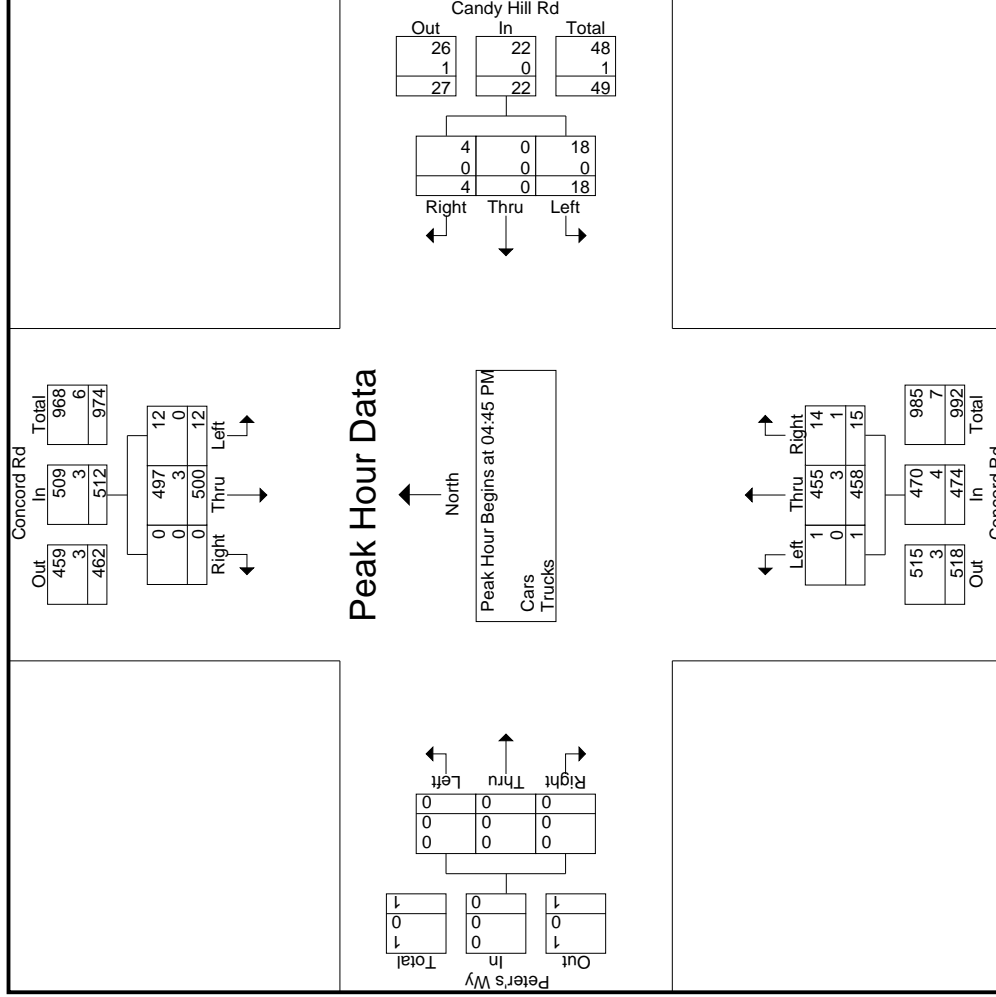 Candy Hill Rd
Out In Total
26 22 48
1 0 1
27 22 49
4 0 18
0 0 0
4 0 18
Right Thru Left
Concord Rd
Out In Total
459 509 968
3 3 6
462 512 974
0 497 12
0 3 0
0 500 12
Right Thru Left
Peak Hour Data
North
Peak Hour Begins at 04:45 PM
Cars
Trucks
Left Thru Right
1 455 14
0 3 1
1 458 15
515 470 985
3 4 7
518 474 992
Out In Total
Concord Rd
Left Thru Right
0 0 0
0 0 0
0 0 0
1 0 1
0 0 0
1 0 1
Total In Out
Peter's Wy